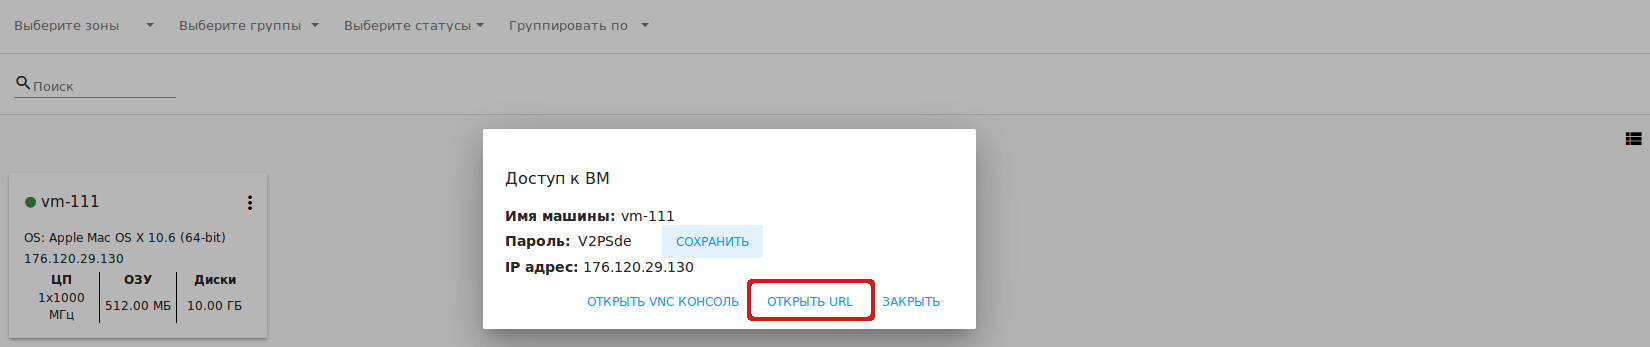 Выберите зоны Выберите группы Выберите статусы Группировать по
Поиск
vm-111
OS: Apple Mac OS X 10.6 (64-bit)
176.120.29.130
ЦП ОЗУ Диски
1x1000 МГц 512.00 МБ 10.00 ГБ
Доступ к ВМ
Имя машины: vm-111
Пароль: V2PSde СОХРАНИТЬ
IP адрес: 176.120.29.130
ОТКРЫТЬ VNC КОНСОЛЬ ОТКРЫТЬ URL ЗАКРЫТЬ